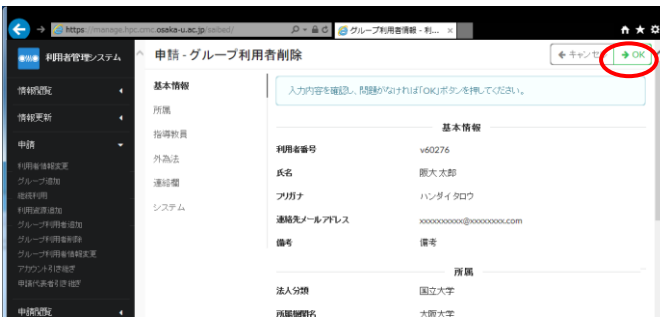 https://manage.hpc.cmc.osaka-u.ac.jp/saibed/
グループ利用者情報 - 利...
利用者管理システム
申請 - グループ利用者削除
キャンセル
OK
情報閲覧
情報更新
申請
利用者情報変更
グループ追加
継続利用
利用資源追加
グループ利用者追加
グループ利用者削除
グループ利用者情報変更
アカウント引き継ぎ
申請代表者引き継ぎ
申請閲覧
基本情報
所属
指導教員
外為法
連絡欄
システム
入力内容を確認し、問題がなければ「OK」ボタンを押してください。
基本情報
利用者番号 v60276
氏名 阪大 太郎
フリガナ ハンダイ タロウ
連絡先メールアドレス xxxxxxxxxx@xxxxxxxx.com
備考 備考
所属
法人分類 国立大学
所属機関名 大阪大学